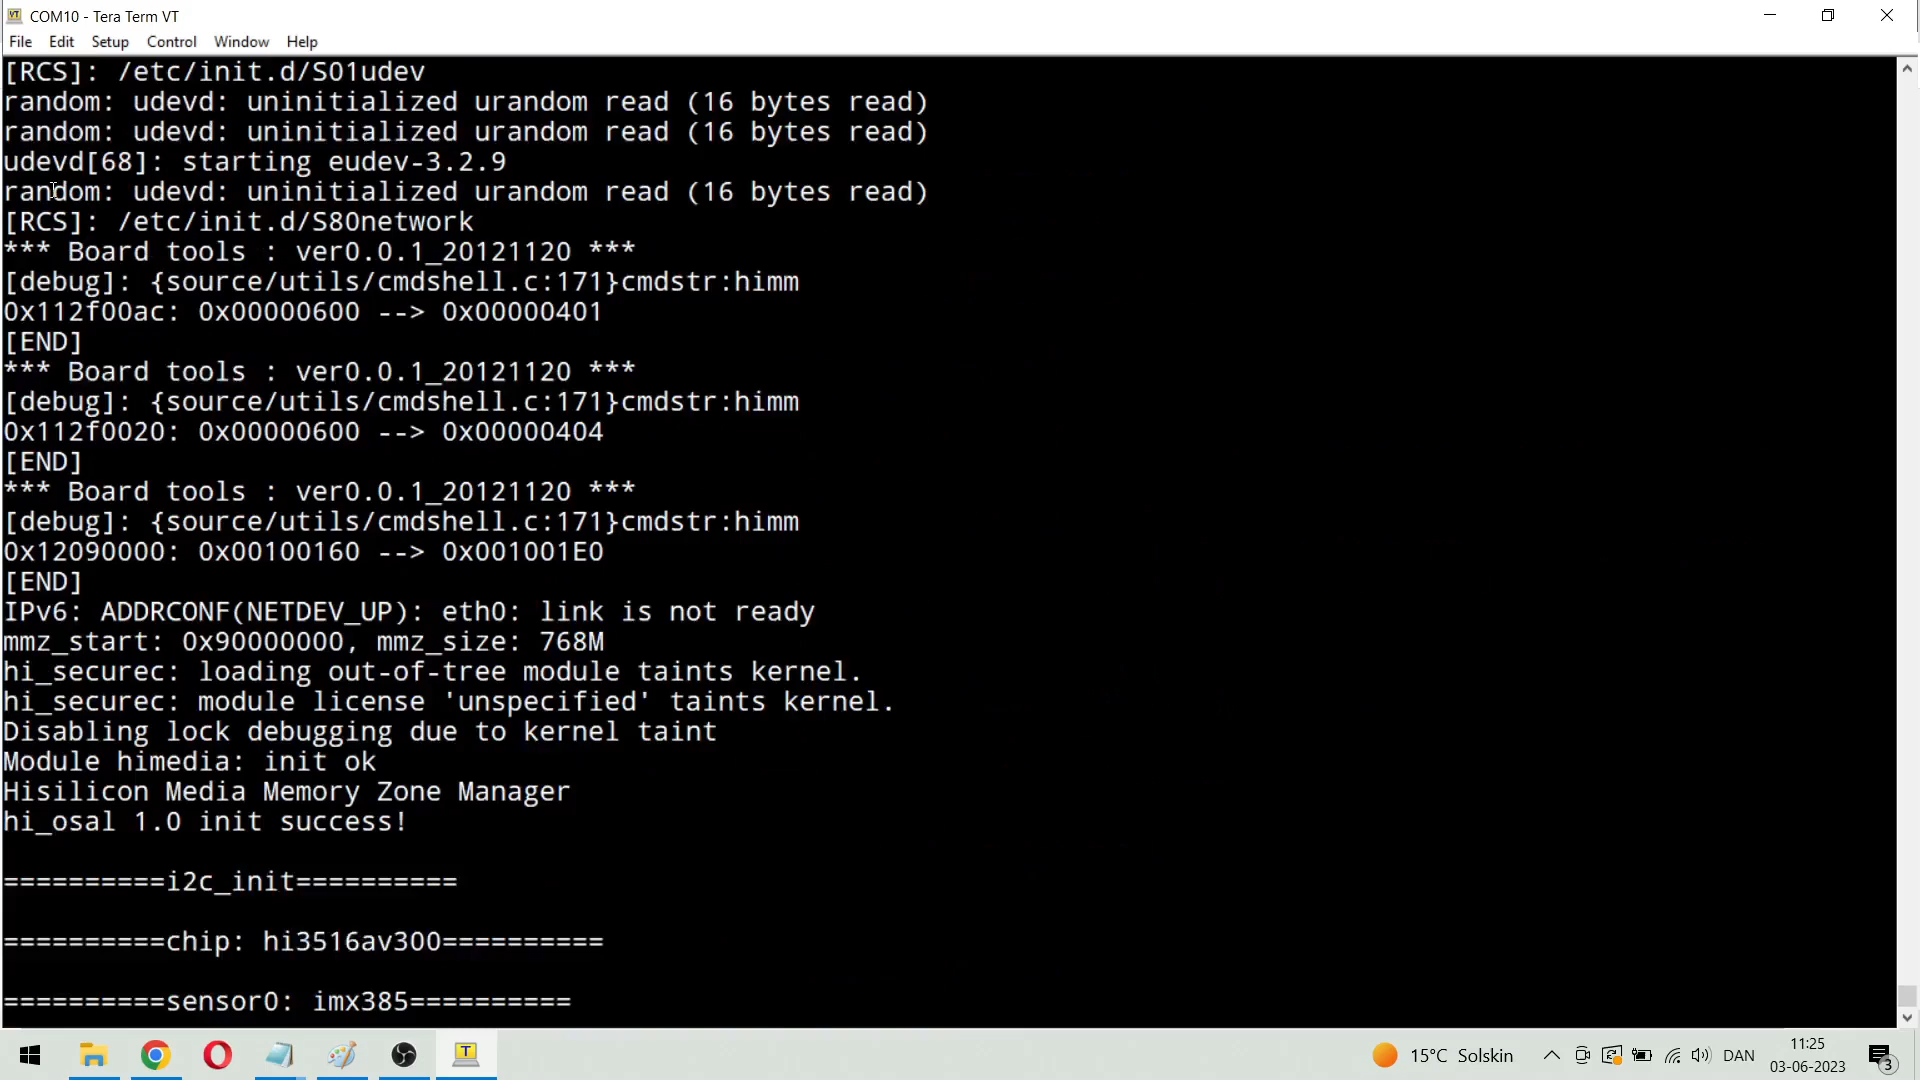 COM10 - Tera Term VT
File Edit Setup Control Window Help
[RCS]: /etc/init.d/S01udev
random: udevd: uninitialized urandom read (16 bytes read)
random: udevd: uninitialized urandom read (16 bytes read)
udevd[68]: starting eudev-3.2.9
random: udevd: uninitialized urandom read (16 bytes read)
[RCS]: /etc/init.d/S80network
*** Board tools : ver0.0.1_20121120 ***
[debug]: {source/utils/cmdshell.c:171}cmdstr:himm
0x112f00ac: 0x00000600 --> 0x00000401
[END]
*** Board tools : ver0.0.1_20121120 ***
[debug]: {source/utils/cmdshell.c:171}cmdstr:himm
0x112f0020: 0x00000600 --> 0x00000404
[END]
*** Board tools : ver0.0.1_20121120 ***
[debug]: {source/utils/cmdshell.c:171}cmdstr:himm
0x12090000: 0x00100160 --> 0x001001E0
[END]
IPv6: ADDRCONF(NETDEV_UP): eth0: link is not ready
mmz_start: 0x90000000, mmz_size: 768M
hi_securec: loading out-of-tree module taints kernel.
hi_securec: module license 'unspecified' taints kernel.
Disabling lock debugging due to kernel taint
Module himedia: init ok
Hisilicon Media Memory Zone Manager
hi_osal 1.0 init success!
==========i2c_init==========
==========chip: hi3516av300==========
==========sensor0: imx385==========
15°C Solskin
DAN
11:25
03-06-2023
3